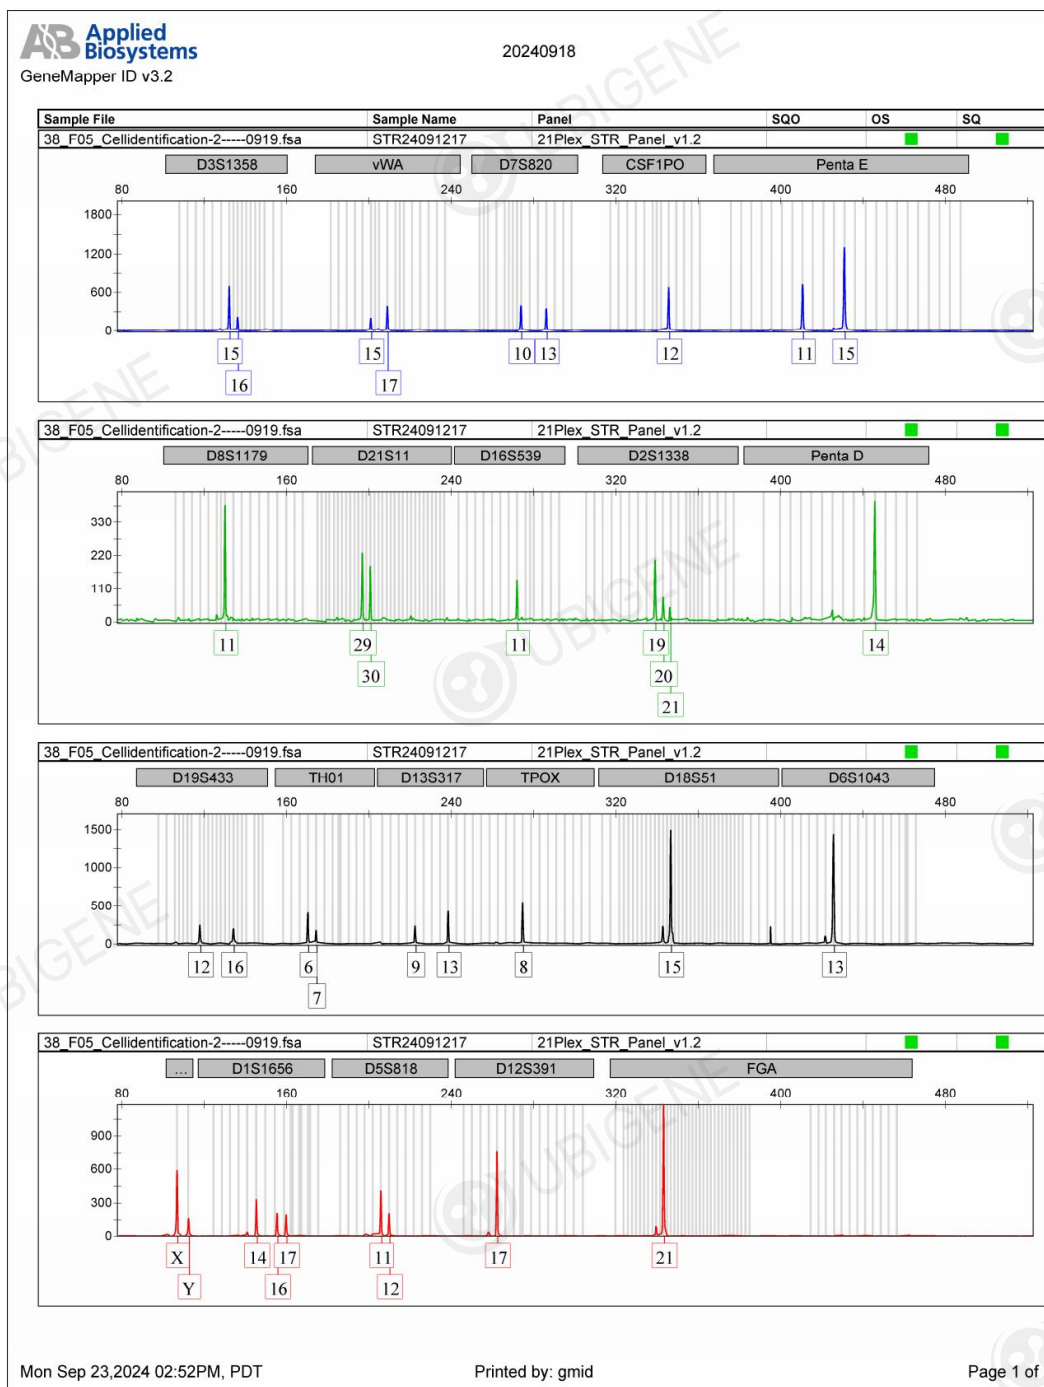 AB Applied
Biosystems
20240918
GeneMapper ID v3.2
Sample File Sample Name Panel SQO OS SQ
38_F05_Cellidentification-2-----0919.fsa STR24091217 21Plex_STR_Panel_v1.2
D3S1358 vWA D7S820 CSF1PO Penta E
80 160 240 320 400 480
1800
1200
600
0
15 15 10 13 12 11 15
16 17
38_F05_Cellidentification-2-----0919.fsa STR24091217 21Plex_STR_Panel_v1.2
D8S1179 D21S11 D16S539 D2S1338 Penta D
80 160 240 320 400 480
330
220
110
0
11 29 11 19 14
30 20
21
38_F05_Cellidentification-2-----0919.fsa STR24091217 21Plex_STR_Panel_v1.2
D19S433 TH01 D13S317 TPOX D18S51 D6S1043
80 160 240 320 400 480
1500
1000
500
0
12 16 6 9 13 8 15 13
7
38_F05_Cellidentification-2-----0919.fsa STR24091217 21Plex_STR_Panel_v1.2
... D1S1656 D5S818 D12S391 FGA
80 160 240 320 400 480
900
600
300
0
X 14 17 11 17 21
Y 16 12
Mon Sep 23,2024 02:52PM, PDT Printed by: gmid Page 1 of
UBIGENE
UBIGENE
UBIGENE
UBIGENE
UBIGENE